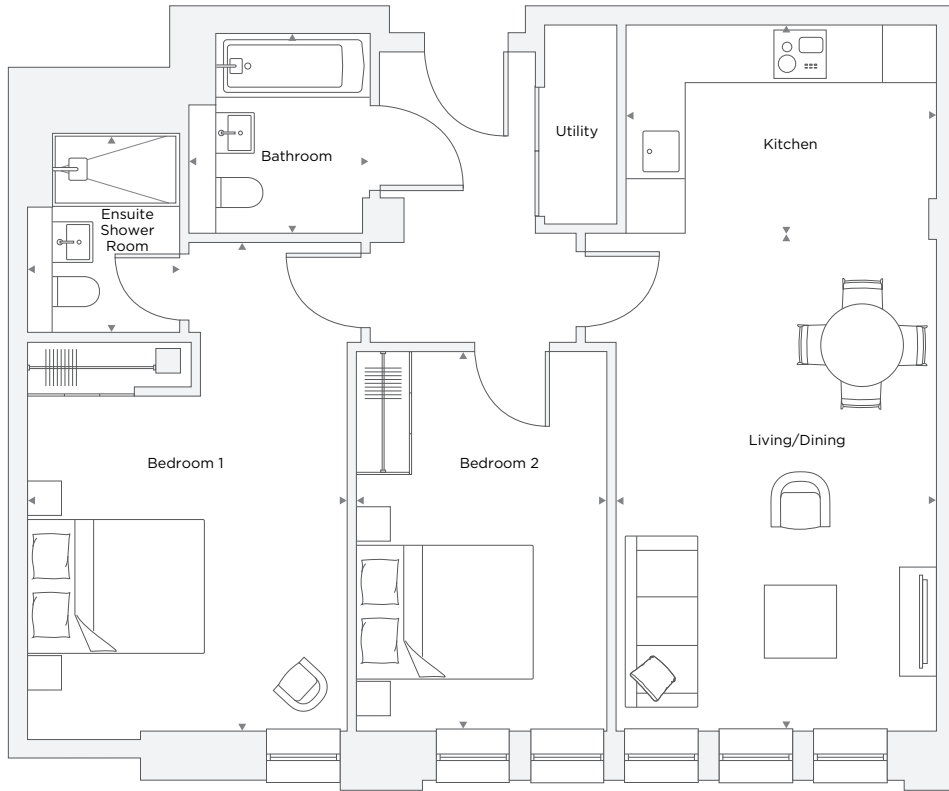 Utility
Kitchen
Bathroom
Ensuite
Shower
Room
Living/Dining
Bedroom 1
Bedroom 2